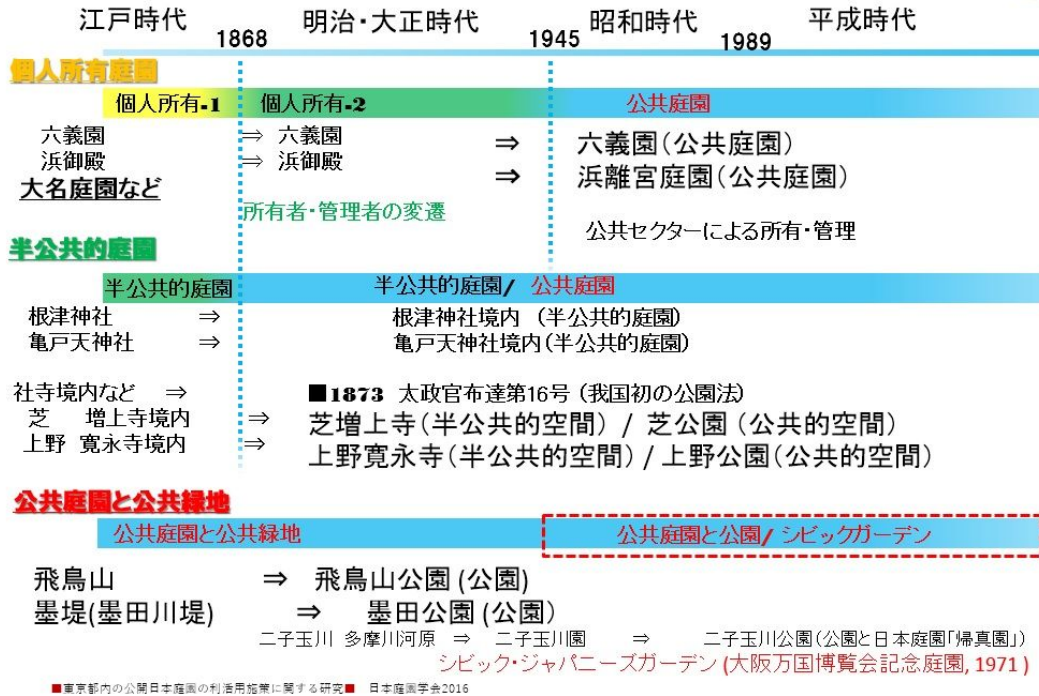 江戸時代 1868 明治・大正時代 1945 昭和時代 1989 平成時代
個人所有庭園
個人所有-1 個人所有-2 公共庭園
六義園 ⇒ 六義園 ⇒ 六義園(公共庭園)
浜御殿 ⇒ 浜御殿 ⇒ 浜離宮庭園(公共庭園)
大名庭園など
所有者・管理者の変遷
公共セクターによる所有・管理
半公共的庭園
半公共的庭園 半公共的庭園/ 公共庭園
根津神社 ⇒ 根津神社境内 (半公共的庭園)
亀戸天神社 ⇒ 亀戸天神社境内(半公共的庭園)
社寺境内など ⇒ ■1873 太政官布達第16号 (我国初の公園法)
芝 増上寺境内 ⇒ 芝増上寺(半公共的空間) / 芝公園 (公共的空間)
上野 寛永寺境内 ⇒ 上野寛永寺(半公共的空間) / 上野公園(公共的空間)
公共庭園と公共緑地
公共庭園と公共緑地 公共庭園と公園/ シビックガーデン
飛鳥山 ⇒ 飛鳥山公園 (公園)
墨堤(墨田川堤) ⇒ 墨田公園 (公園)
二子玉川 多摩川河原 ⇒ 二子玉川園 ⇒ 二子玉川公園(公園と日本庭園「帰真園」)
シビック・ジャパニーズガーデン (大阪万国博覧会記念庭園, 1971 )
■東京都内の公開日本庭園の利活用施策に関する研究■ 日本庭園学会2016